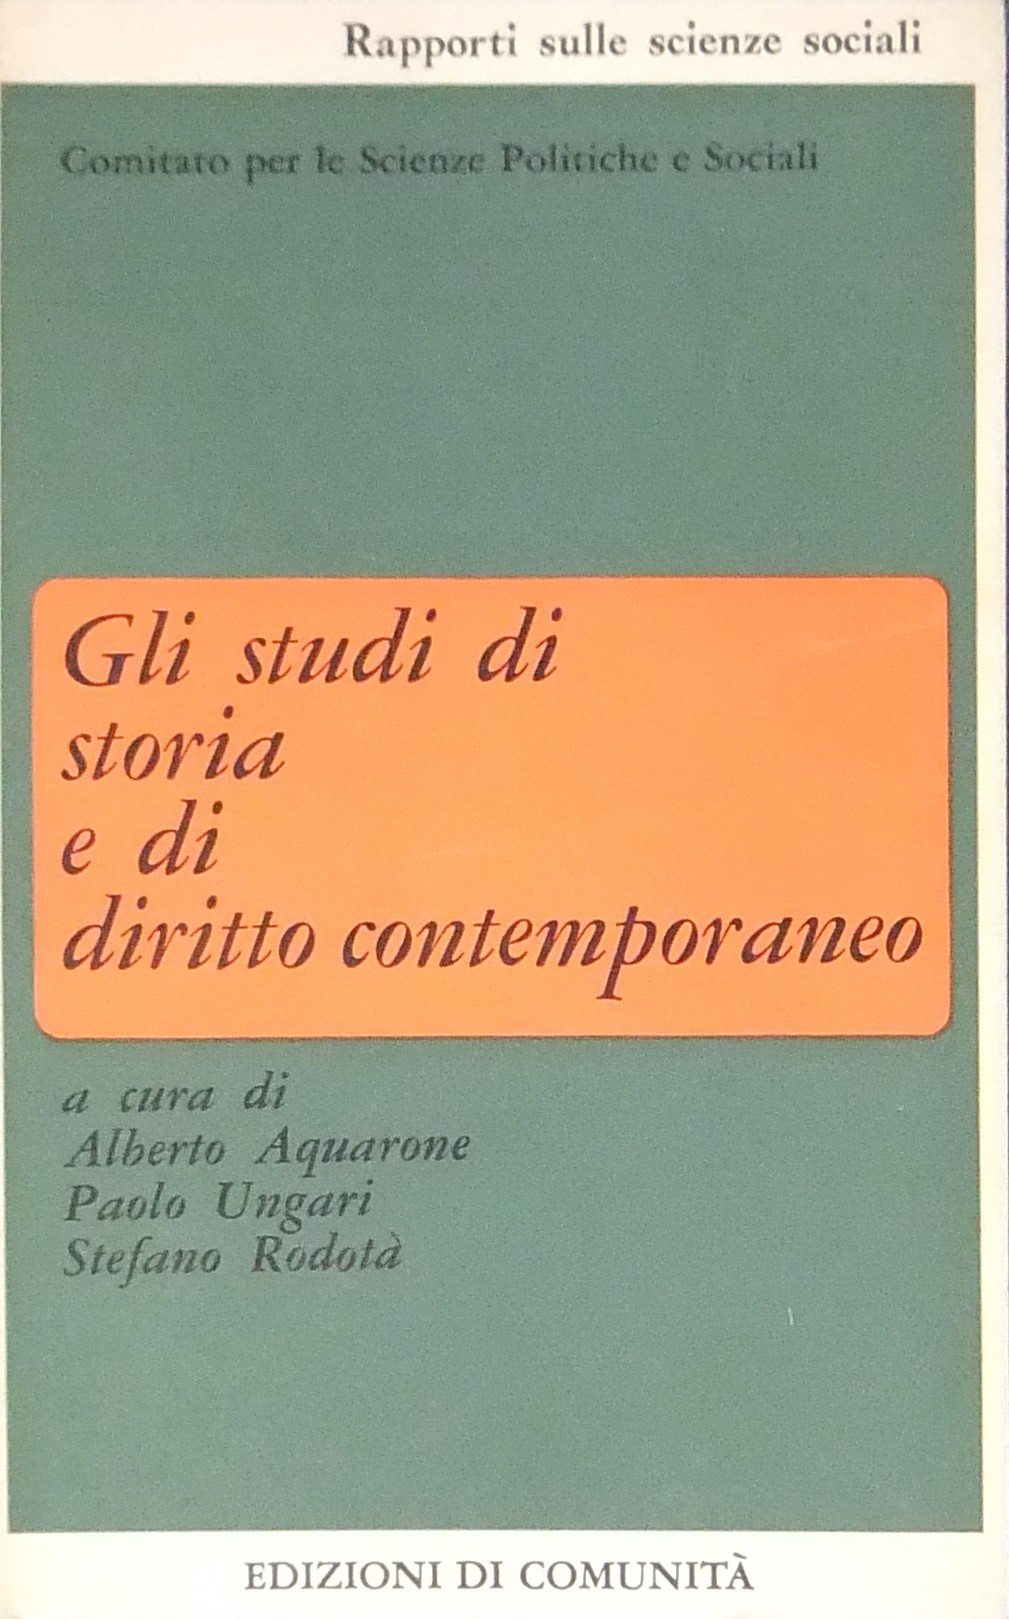 Rapporti sulle scienze sociali
Comitato per le Scienze Politiche e Sociali
Gli studi di
storia
e di
diritto contemporaneo
a cura di
Alberto Aquarone
Paolo Ungari
Stefano Rodotà
EDIZIONI DI COMUNITÀ